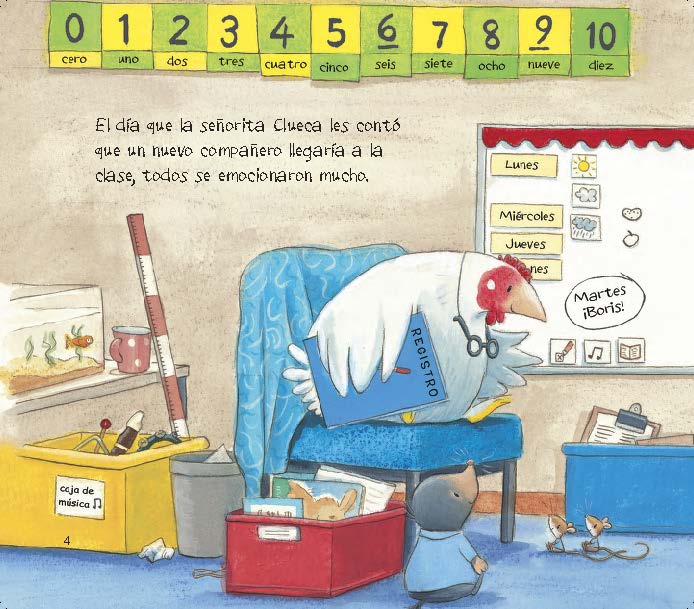 0 1 2 3 4 5 6 7 8 9 10
cero uno dos tres cuatro cinco seis siete ocho nueve diez
El día que la señorita Clueca les contó
que un nuevo compañero llegaría a la
clase, todos se emocionaron mucho.
Lunes
Miércoles
Jueves
nes
Martes
¡Boris!
REGISTRO
caja de
música
4